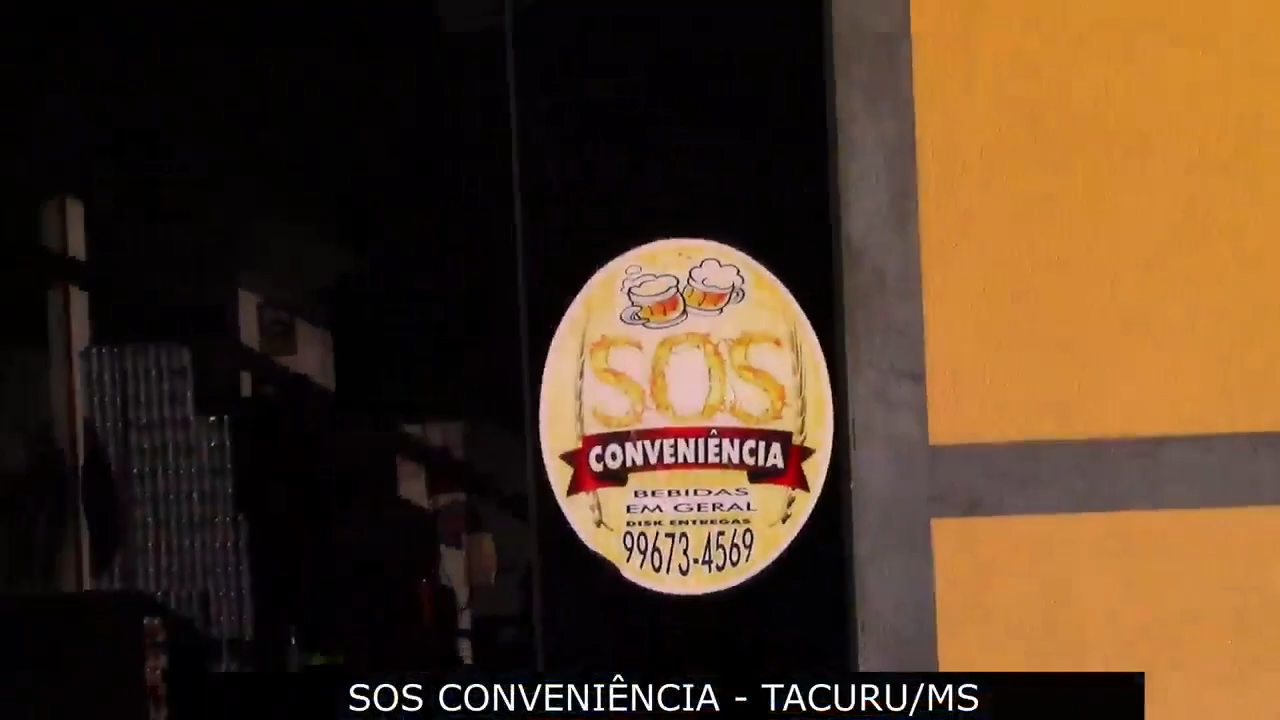 SOS
CONVENIÊNCIA
BEBIDAS
EM GERAL
DISK ENTREGAS
99673-4569
SOS CONVENIÊNCIA - TACURU/MS